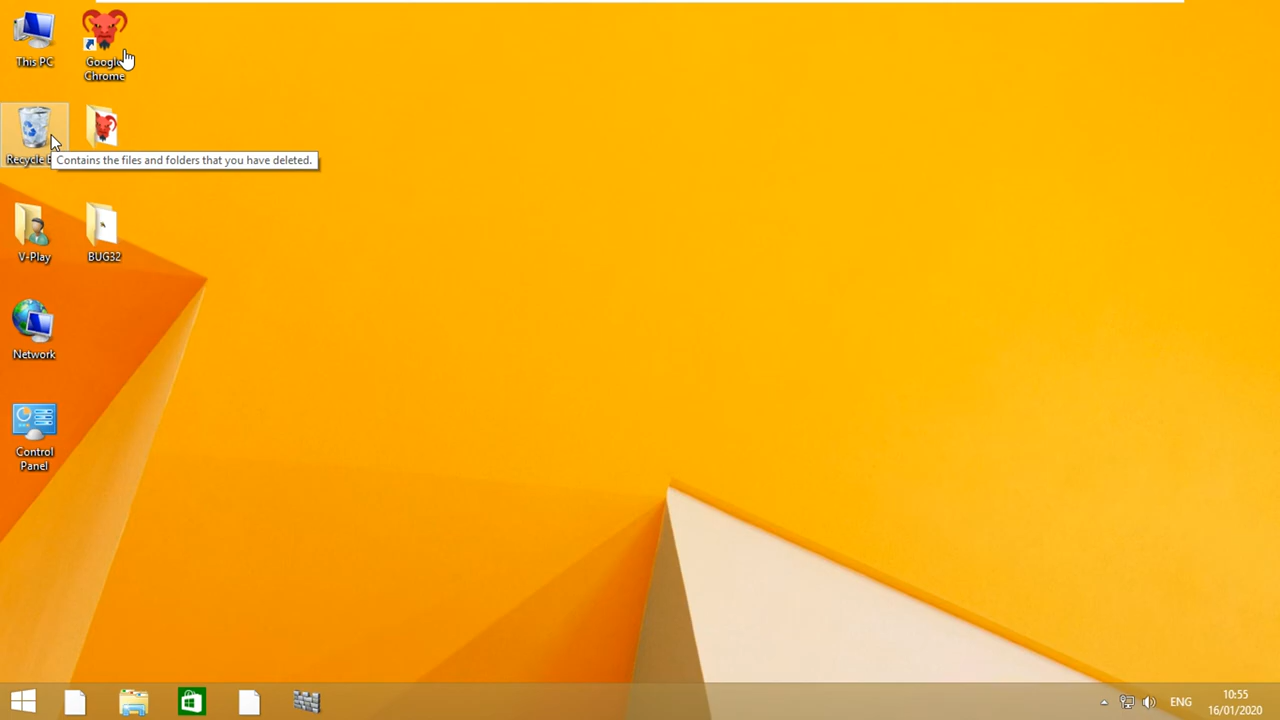 This PC
Google
Chrome
Recycle
Contains the files and folders that you have deleted.
V-Play
BUG32
Network
Control
Panel
ENG
10:55
16/01/2020